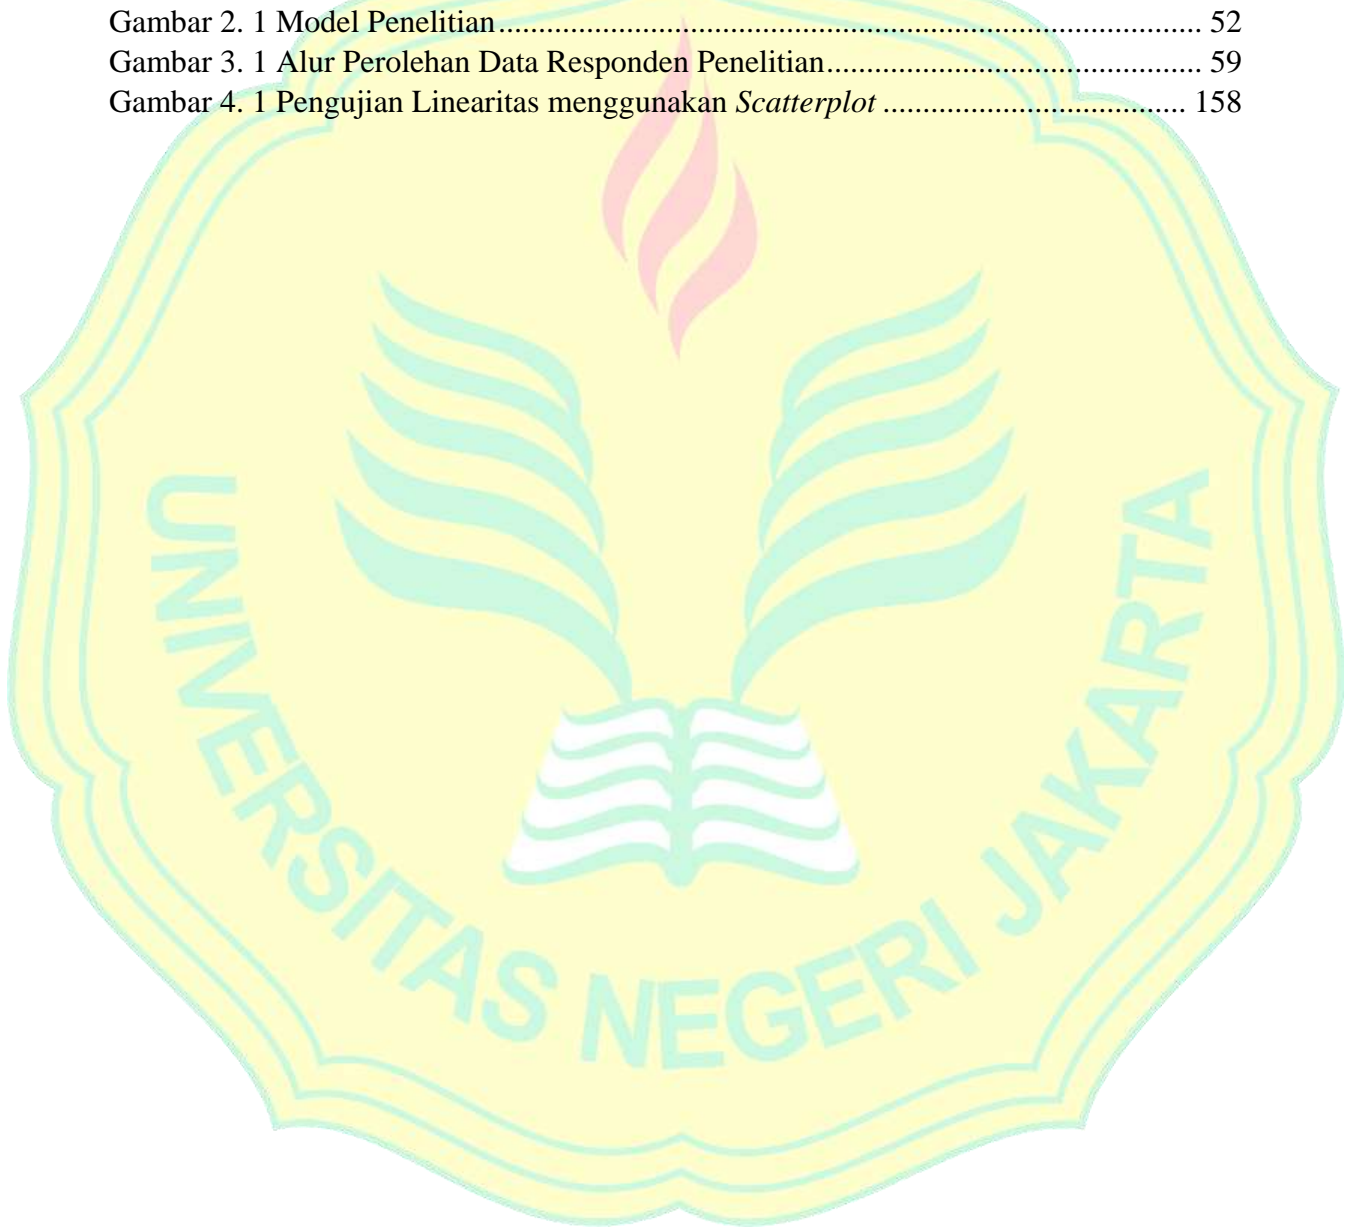 Gambar 2. 1 Model Penelitian........................................................................................... 52
Gambar 3. 1 Alur Perolehan Data Responden Penelitian................................................ 59
Gambar 4. 1 Pengujian Linearitas menggunakan Scatterplot ....................................... 158
UNIVERSITAS NEGERI JAKARTA